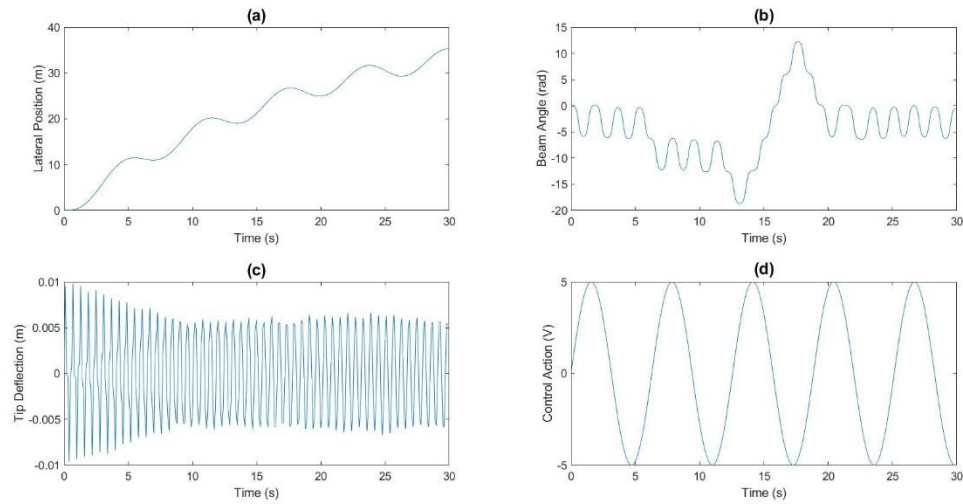 (a)
40
30
20
10
0
Lateral Position (m)
0 5 10 15 20 25 30
Time (s)
(b)
15
10
5
0
-5
-10
-15
-20
Beam Angle (rad)
0 5 10 15 20 25 30
Time (s)
(c)
0.01
0.005
0
-0.005
-0.01
Tip Deflection (m)
0 5 10 15 20 25 30
Time (s)
(d)
5
0
-5
Control Action (V)
0 5 10 15 20 25 30
Time (s)